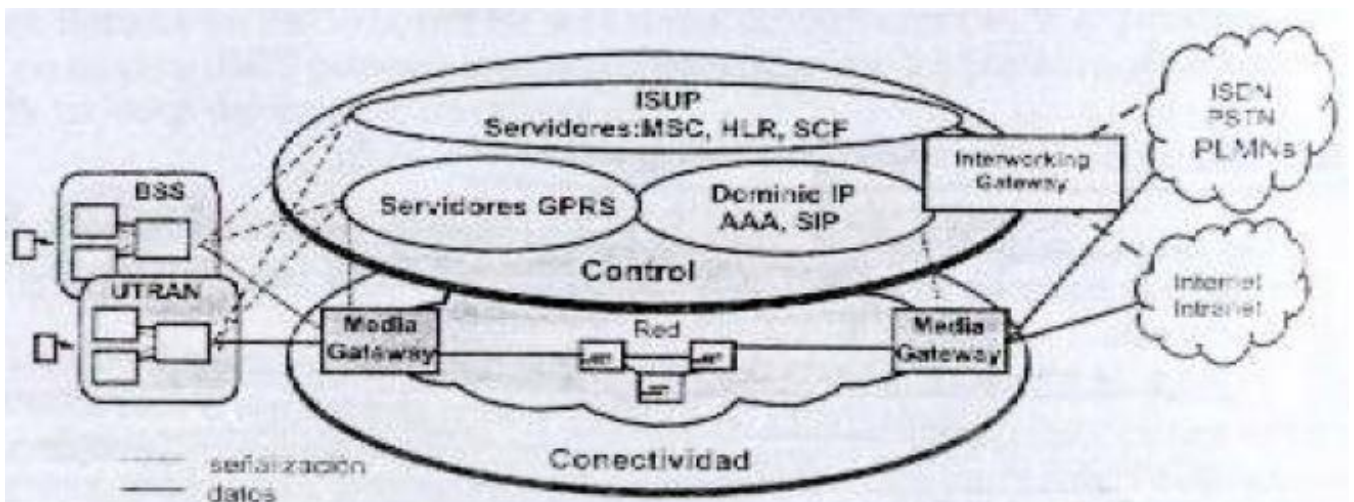 ISUP
Servidores:MSC, HLR, SCF
ISDN
PSTN
PLMNs
Interworking
Gateway
BSS
Servidores GPRS
Dominic IP
AAA, SIP
Control
UTRAN
Internet
Intranet
Media
Gateway
Red
Media
Gateway
Conectividad
señalización
datos